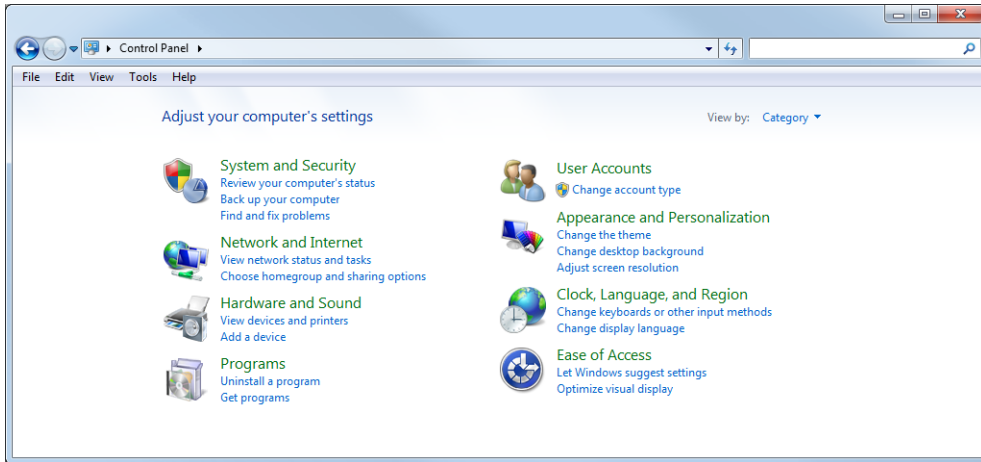 Control Panel
File Edit View Tools Help
Adjust your computer's settings
View by: Category
System and Security
Review your computer's status
Back up your computer
Find and fix problems
Network and Internet
View network status and tasks
Choose homegroup and sharing options
Hardware and Sound
View devices and printers
Add a device
Programs
Uninstall a program
Get programs
User Accounts
Change account type
Appearance and Personalization
Change the theme
Change desktop background
Adjust screen resolution
Clock, Language, and Region
Change keyboards or other input methods
Change display language
Ease of Access
Let Windows suggest settings
Optimize visual display